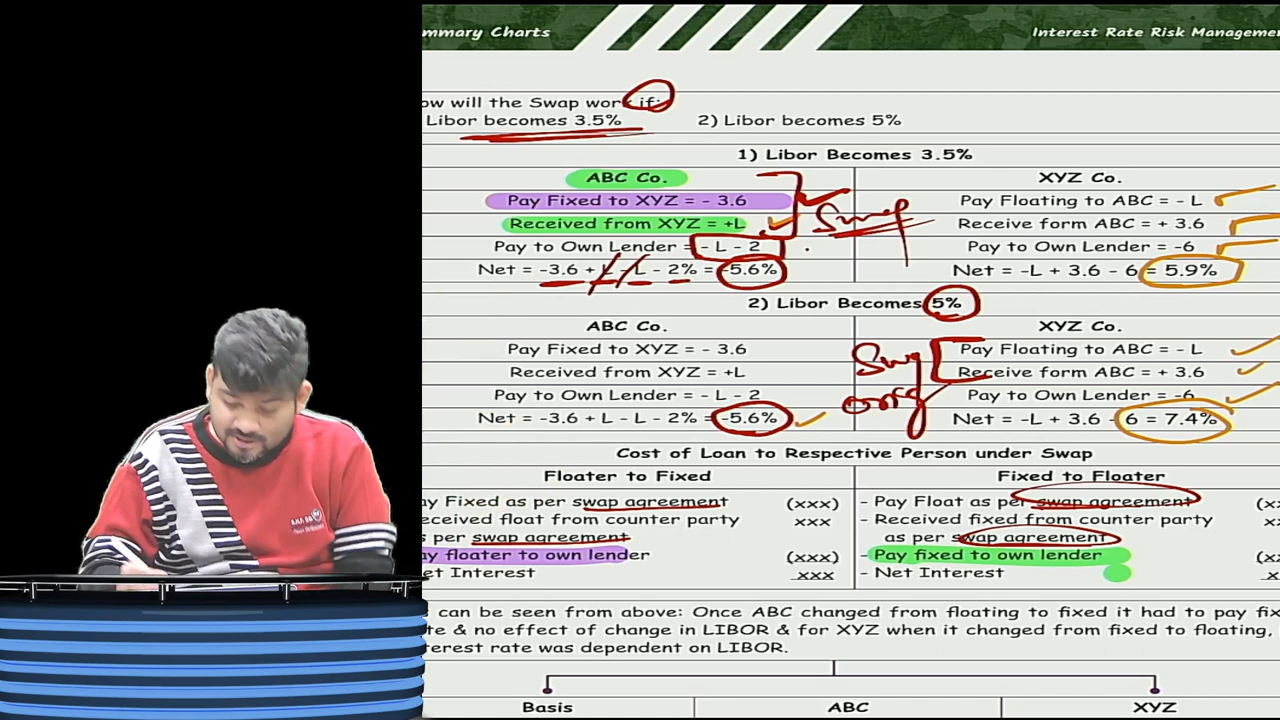 mmary Charts
Interest Rate Risk Managemen
ow will the Swap work if:
Libor becomes 3.5% 2) Libor becomes 5%
1) Libor Becomes 3.5%
ABC Co. XYZ Co.
Pay Fixed to XYZ = - 3.6 Pay Floating to ABC = - L
Received from XYZ = +L Receive form ABC = + 3.6
Swap
Pay to Own Lender = - L - 2 Pay to Own Lender = -6
Net = -3.6 + L - L - 2% = -5.6% Net = -L + 3.6 - 6 = 5.9%
2) Libor Becomes 5%
ABC Co. XYZ Co.
Pay Fixed to XYZ = - 3.6 Pay Floating to ABC = - L
Swap
Received from XYZ = +L Receive form ABC = + 3.6
Pay to Own Lender = - L - 2 Pay to Own Lender = -6
Net = -3.6 + L - L - 2% = -5.6% Net = -L + 3.6 - 6 = 7.4%
Cost of Loan to Respective Person under Swap
Floater to Fixed Fixed to Floater
ay Fixed as per swap agreement (xxx) - Pay Float as per swap agreement (x
eceived float from counter party xxx - Received fixed from counter party x
s per swap agreement as per swap agreement
ay floater to own lender (xxx) - Pay fixed to own lender (x
et Interest xxx - Net Interest x
can be seen from above: Once ABC changed from floating to fixed it had to pay fix
te & no effect of change in LIBOR & for XYZ when it changed from fixed to floating,
terest rate was dependent on LIBOR.
Basis ABC XYZ